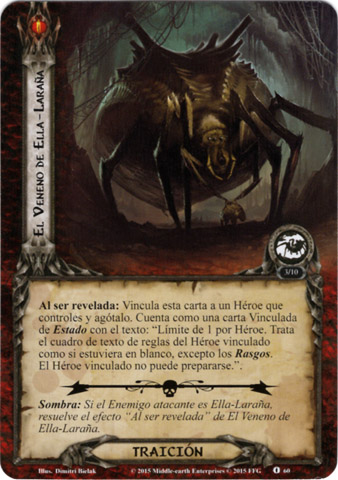 El Veneno de Ella-Laraña
3/10
Al ser revelada: Vincula esta carta a un Héroe que
controles y agótalo. Cuenta como una carta Vinculada
de Estado con el texto: “Límite de 1 por Héroe. Trata
el cuadro de texto de reglas del Héroe vinculado
como si estuviera en blanco, excepto los Rasgos.
El Héroe vinculado no puede prepararse.”.
Sombra: Si el Enemigo atacante es Ella-Laraña,
resuelve el efecto “Al ser revelada” de El Veneno de
Ella-Laraña.
TRAICIÓN
Illus. Dimitri Bielak © 2015 Middle-earth Enterprises © 2015 FFG 60